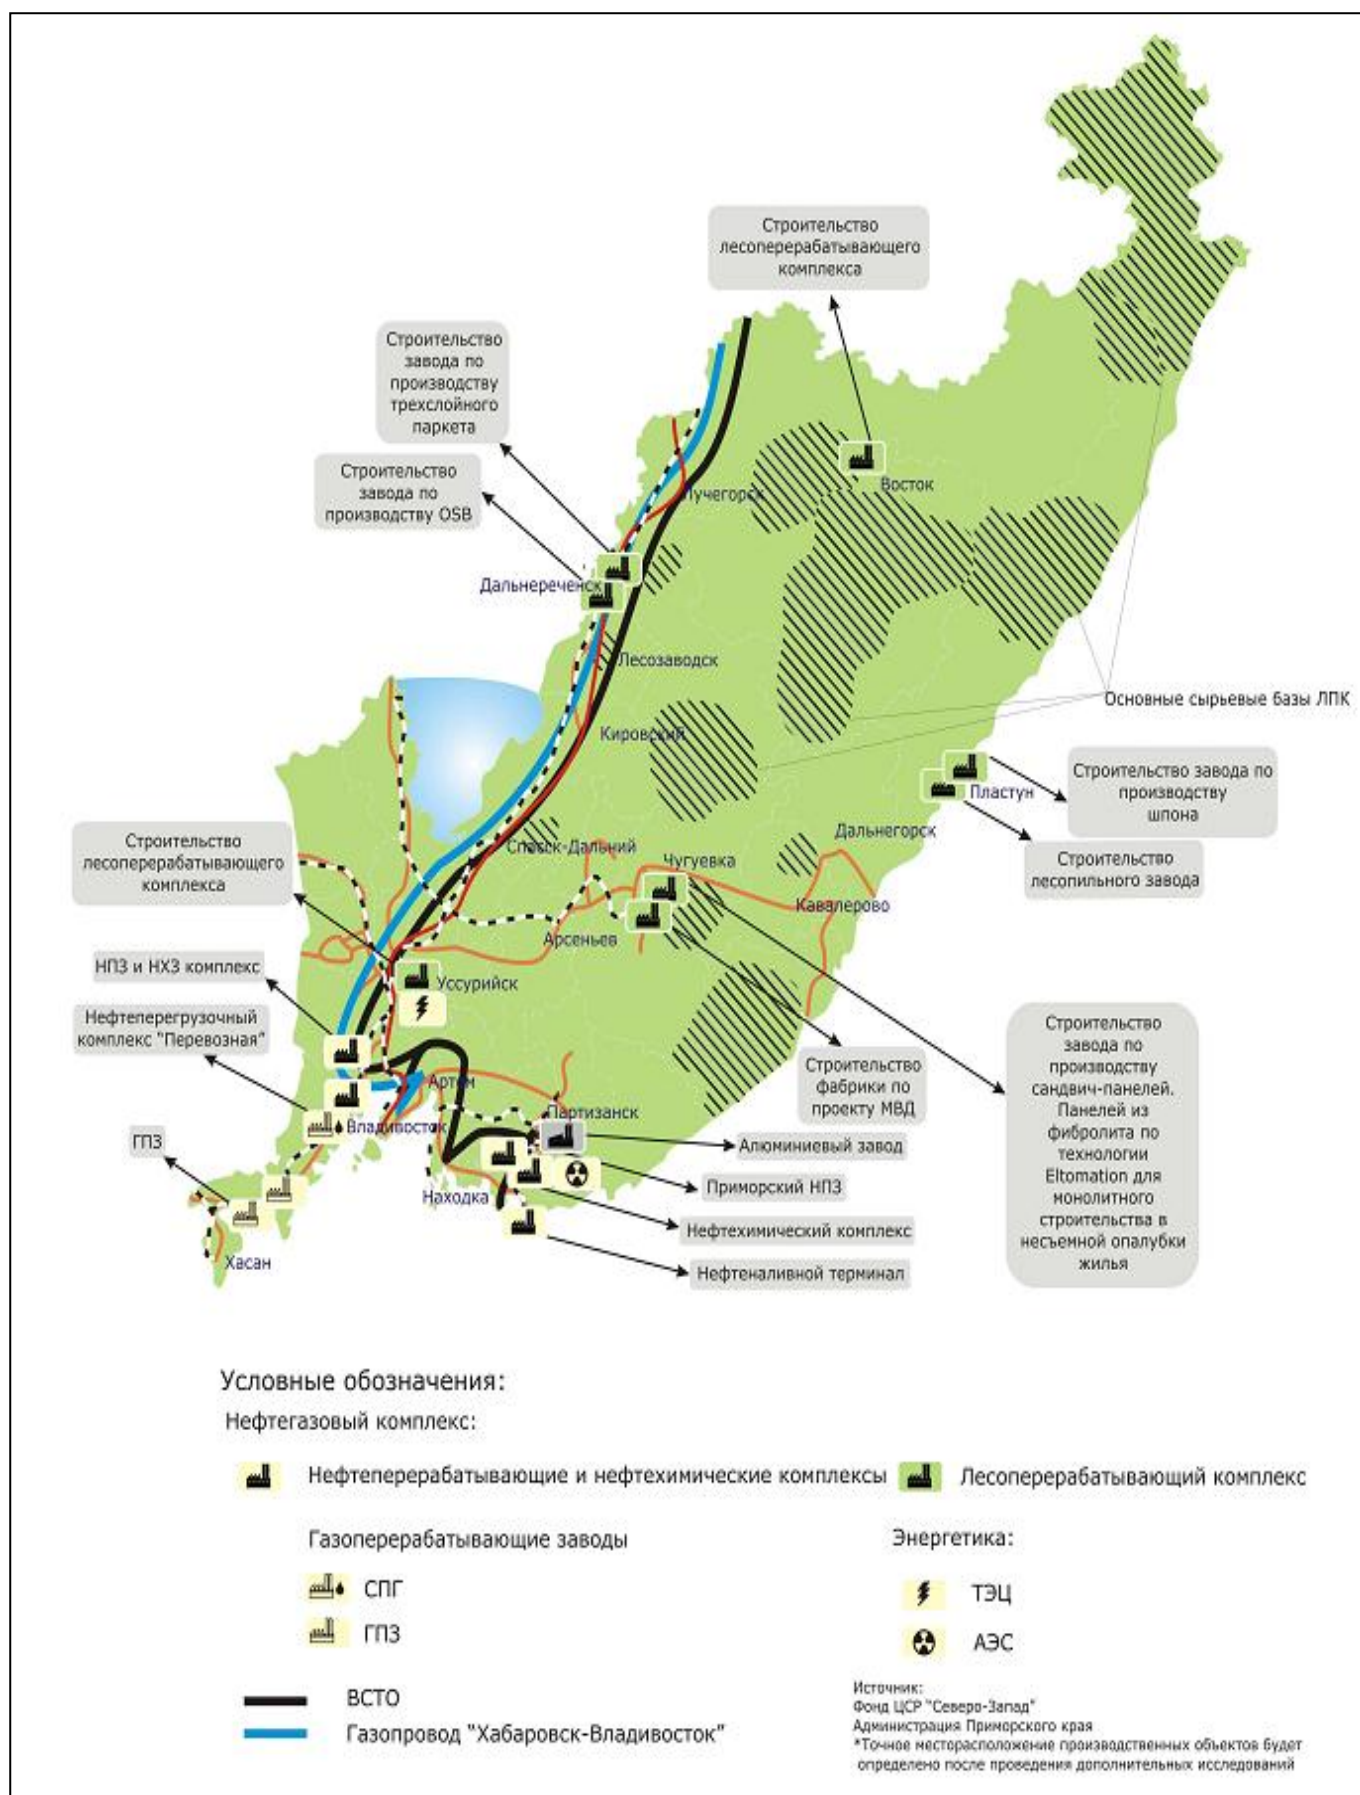 Строительство
лесоперерабатывающего
комплекса
Строительство
завода по
производству
трехслойного
паркета
Строительство
завода по
производству OSB
Лучегорск
Восток
Дальнереченск
Лесозаводск
Основные сырьевые базы ЛПК
Кировский
Строительство завода по
производству
шпона
Пластун
Дальнегорск
Строительство
лесоперерабатывающего
комплекса
Спасск-Дальний
Чугуевка
Строительство
лесопильного завода
Кавалерово
Арсеньев
НПЗ и НХЗ комплекс
Уссурийск
Нефтеперегрузочный
комплекс "Перевозная"
Строительство
завода по
производству
сандвич-панелей.
Панелей из
фибролита по
технологии
Eltomation для
монолитного
строительства в
несъемной опалубки
жилья
Строительство
фабрики по
проекту МВД
Артем
Партизанск
Владивосток
ГПЗ
Алюминиевый завод
Приморский НПЗ
Находка
Нефтехимический комплекс
Хасан
Нефтеналивной терминал
Условные обозначения:
Нефтегазовый комплекс:
Нефтеперерабатывающие и нефтехимические комплексы
Лесоперерабатывающий комплекс
Газоперерабатывающие заводы
Энергетика:
СПГ
ТЭЦ
ГПЗ
АЭС
ВСТО
Газопровод "Хабаровск-Владивосток"
Источник:
Фонд ЦСР "Северо-Запад"
Администрация Приморского края
*Точное месторасположение производственных объектов будет
определено после проведения дополнительных исследований